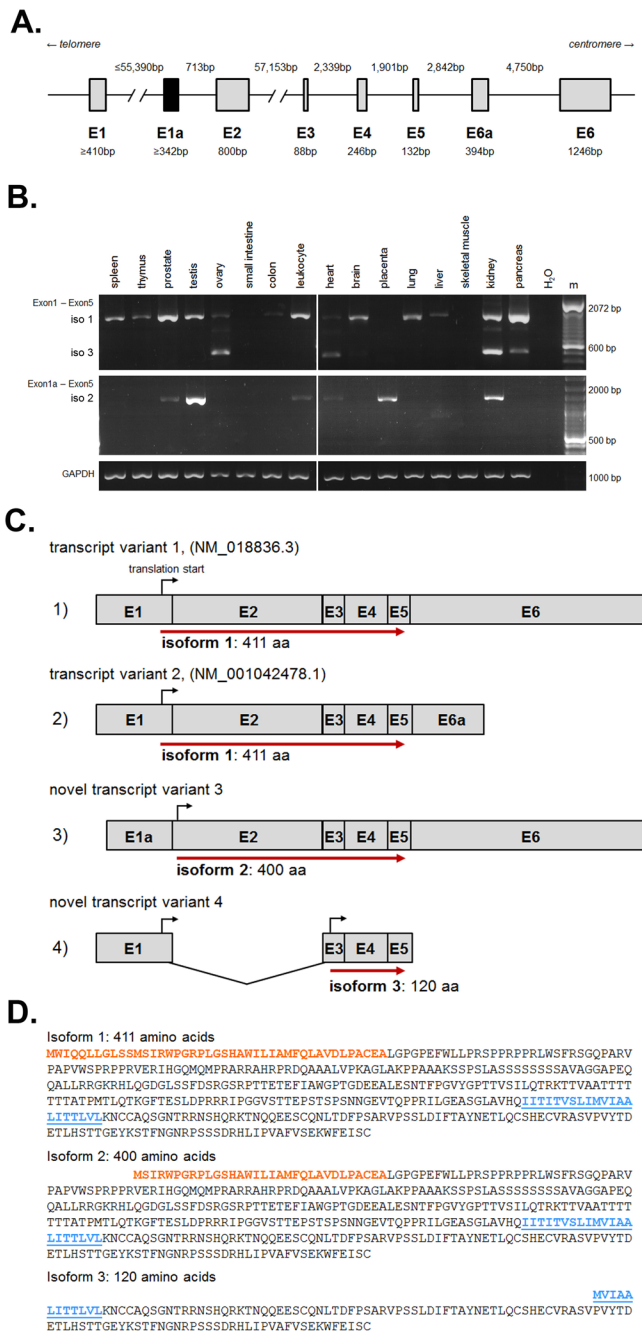 A.
← telomere
centromere →
≤55,390bp 713bp 57,153bp 2,339bp 1,901bp 2,842bp 4,750bp
E1 E1a E2 E3 E4 E5 E6a E6
≥410bp ≥342bp 800bp 88bp 246bp 132bp 394bp 1246bp
B.
spleen thymus prostate testis ovary small intestine colon leukocyte heart brain placenta lung liver skeletal muscle kidney pancreas H₂O m
Exon1 – Exon5
iso 1
2072 bp
iso 3
600 bp
Exon1a – Exon5
iso 2
2000 bp
500 bp
GAPDH
1000 bp
C.
transcript variant 1, (NM_018836.3)
translation start
1) E1 E2 E3 E4 E5 E6
isoform 1: 411 aa
transcript variant 2, (NM_001042478.1)
2) E1 E2 E3 E4 E5 E6a
isoform 1: 411 aa
novel transcript variant 3
3) E1a E2 E3 E4 E5 E6
isoform 2: 400 aa
novel transcript variant 4
4) E1 E3 E4 E5
isoform 3: 120 aa
D.
Isoform 1: 411 amino acids
MWIQQLLGLSSMSIRWPGRPLGSHAWILIAMFQLAVDLPACEALGPGPEFWLLPRSPPRPPRLWSFRSGQPARV
PAPVWSPRPPRVERIHGQMQMPRARRAHRPRDQAAALVPKAGLAKPPAAAKSSPSLASSSSSSSSAVAGGAPEQ
QALLRRGKRHLQGDGLSSFDSRGSRPTTETEFIAWGPTGDEEALESNTFPGVYGPTTVSILQTRKTTVAATTTT
TTTATPMTLQTKGFTESLDPRRRIPGGVSTTEPSTSPSNNGEVTQPPRILGEASGLAVHQIITITVSLIMVIAA
LITTLVLKNCCAQSGNTRRNSHQRKTNQQEESCQNLTDFPSARVPSSLDIFTAYNETLQCSHECVRASVPVYTD
ETLHSTTGEYKSTFNGNRPSSSDRHLIPVAFVSEKWFEISC
Isoform 2: 400 amino acids
MSIRWPGRPLGSHAWILIAMFQLAVDLPACEALGPGPEFWLLPRSPPRPPRLWSFRSGQPARV
PAPVWSPRPPRVERIHGQMQMPRARRAHRPRDQAAALVPKAGLAKPPAAAKSSPSLASSSSSSSSAVAGGAPEQ
QALLRRGKRHLQGDGLSSFDSRGSRPTTETEFIAWGPTGDEEALESNTFPGVYGPTTVSILQTRKTTVAATTTT
TTTATPMTLQTKGFTESLDPRRRIPGGVSTTEPSTSPSNNGEVTQPPRILGEASGLAVHQIITITVSLIMVIAA
LITTLVLKNCCAQSGNTRRNSHQRKTNQQEESCQNLTDFPSARVPSSLDIFTAYNETLQCSHECVRASVPVYTD
ETLHSTTGEYKSTFNGNRPSSSDRHLIPVAFVSEKWFEISC
Isoform 3: 120 amino acids
MVIAA
LITTLVLKNCCAQSGNTRRNSHQRKTNQQEESCQNLTDFPSARVPSSLDIFTAYNETLQCSHECVRASVPVYTD
ETLHSTTGEYKSTFNGNRPSSSDRHLIPVAFVSEKWFEISC